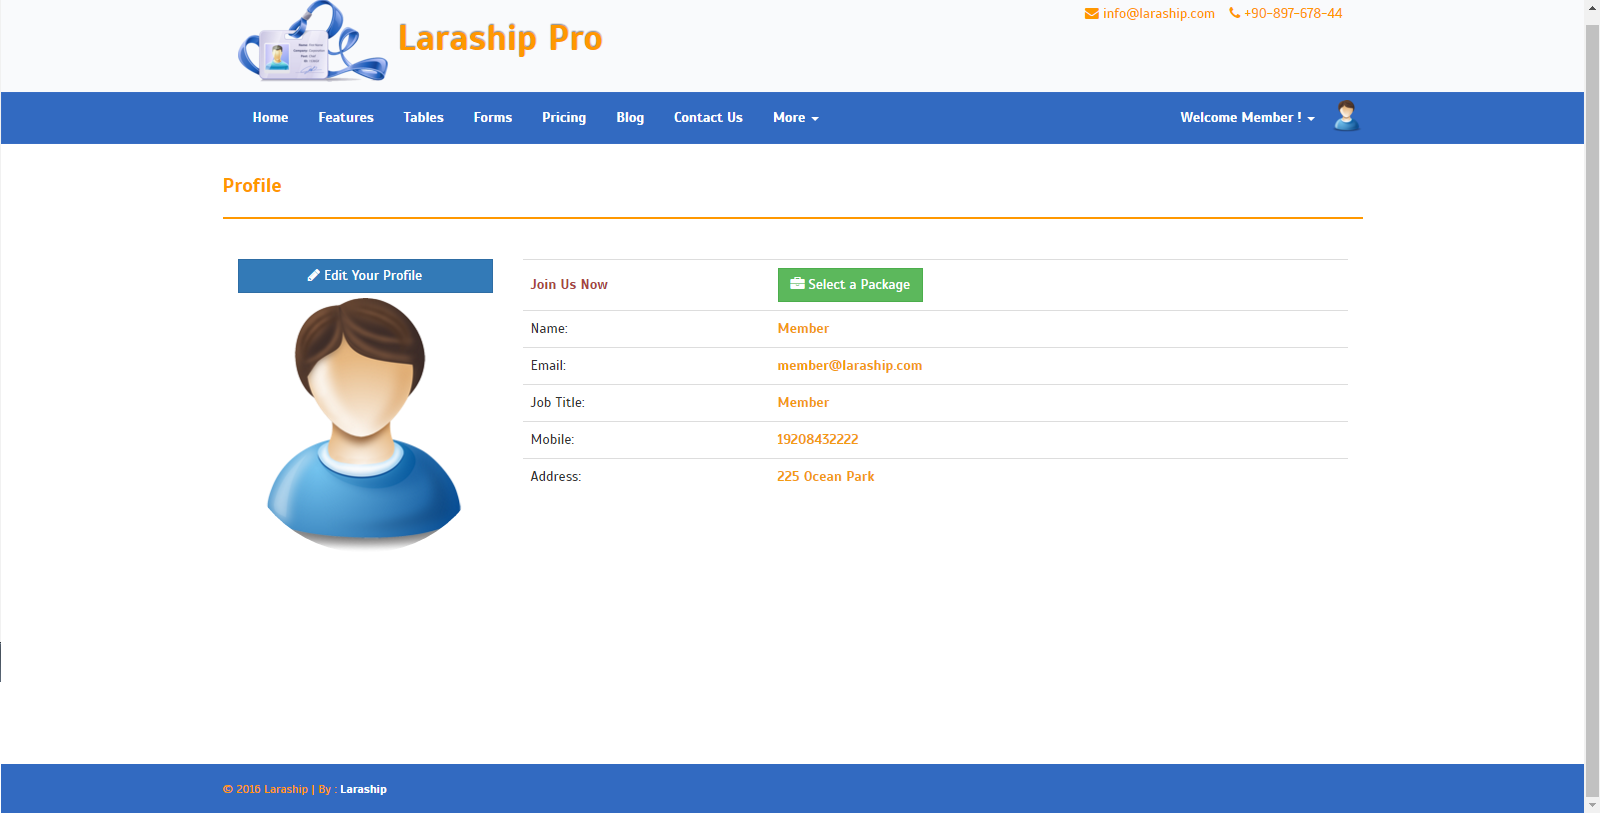 Laraship Pro
info@laraship.com +90-897-678-44
Home Features Tables Forms Pricing Blog Contact Us More Welcome Member !
Profile
Edit Your Profile
Join Us Now Select a Package
Name: Member
Email: member@laraship.com
Job Title: Member
Mobile: 19208432222
Address: 225 Ocean Park
© 2016 Laraship | By : Laraship